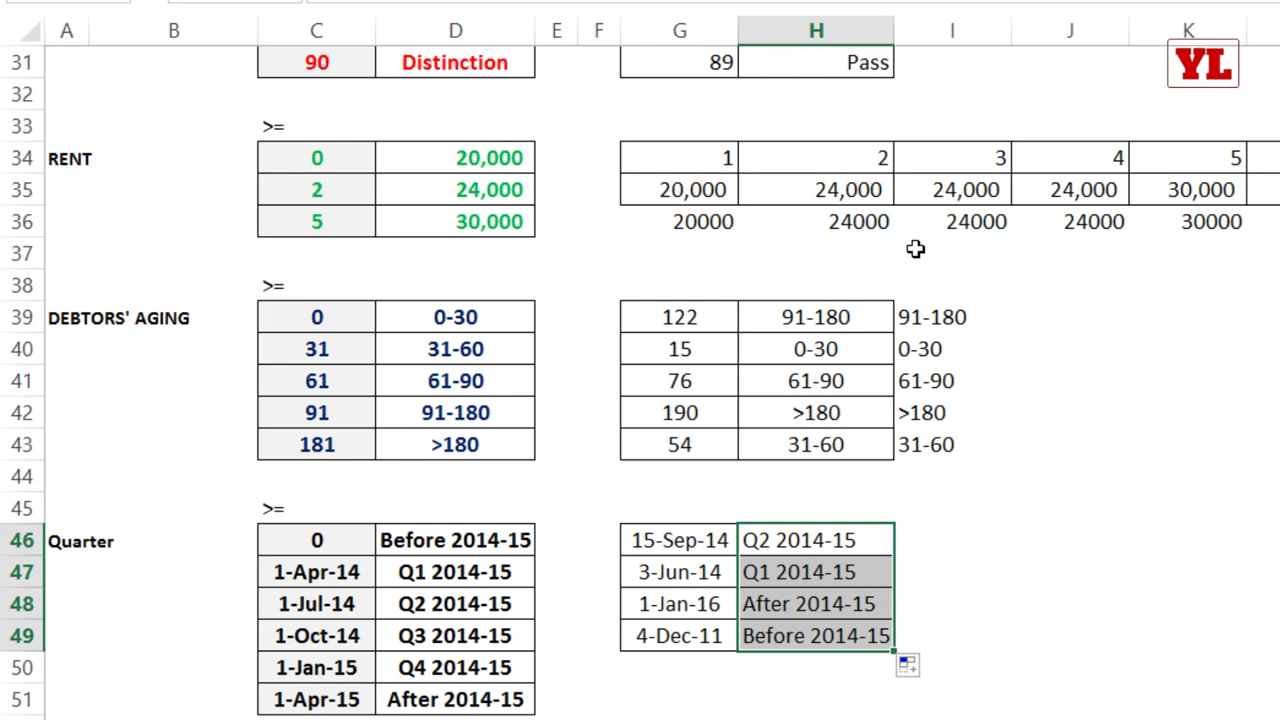 A B C D E F G H I J K
31 90 Distinction 89 Pass YL
32
33 >=
34 RENT 0 20,000 1 2 3 4 5
35 2 24,000 20,000 24,000 24,000 24,000 30,000
36 5 30,000 20000 24000 24000 24000 30000
37
38 >=
39 DEBTORS' AGING 0 0-30 122 91-180 91-180
40 31 31-60 15 0-30 0-30
41 61 61-90 76 61-90 61-90
42 91 91-180 190 >180 >180
43 181 >180 54 31-60 31-60
44
45 >=
46 Quarter 0 Before 2014-15 15-Sep-14 Q2 2014-15
47 1-Apr-14 Q1 2014-15 3-Jun-14 Q1 2014-15
48 1-Jul-14 Q2 2014-15 1-Jan-16 After 2014-15
49 1-Oct-14 Q3 2014-15 4-Dec-11 Before 2014-15
50 1-Jan-15 Q4 2014-15
51 1-Apr-15 After 2014-15